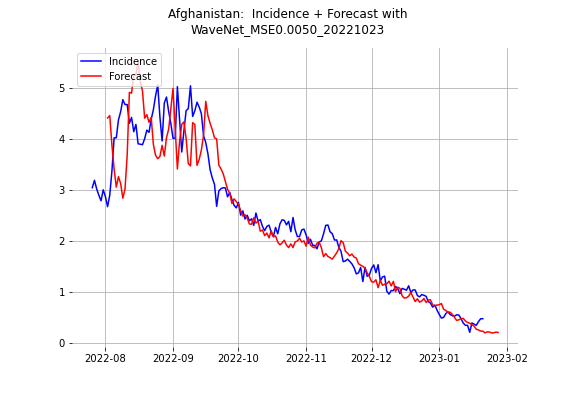 Afghanistan:  Incidence + Forecast with
WaveNet_MSE0.0050_20221023
Incidence
Forecast
5
4
3
2
1
0
2022-08 2022-09 2022-10 2022-11 2022-12 2023-01 2023-02